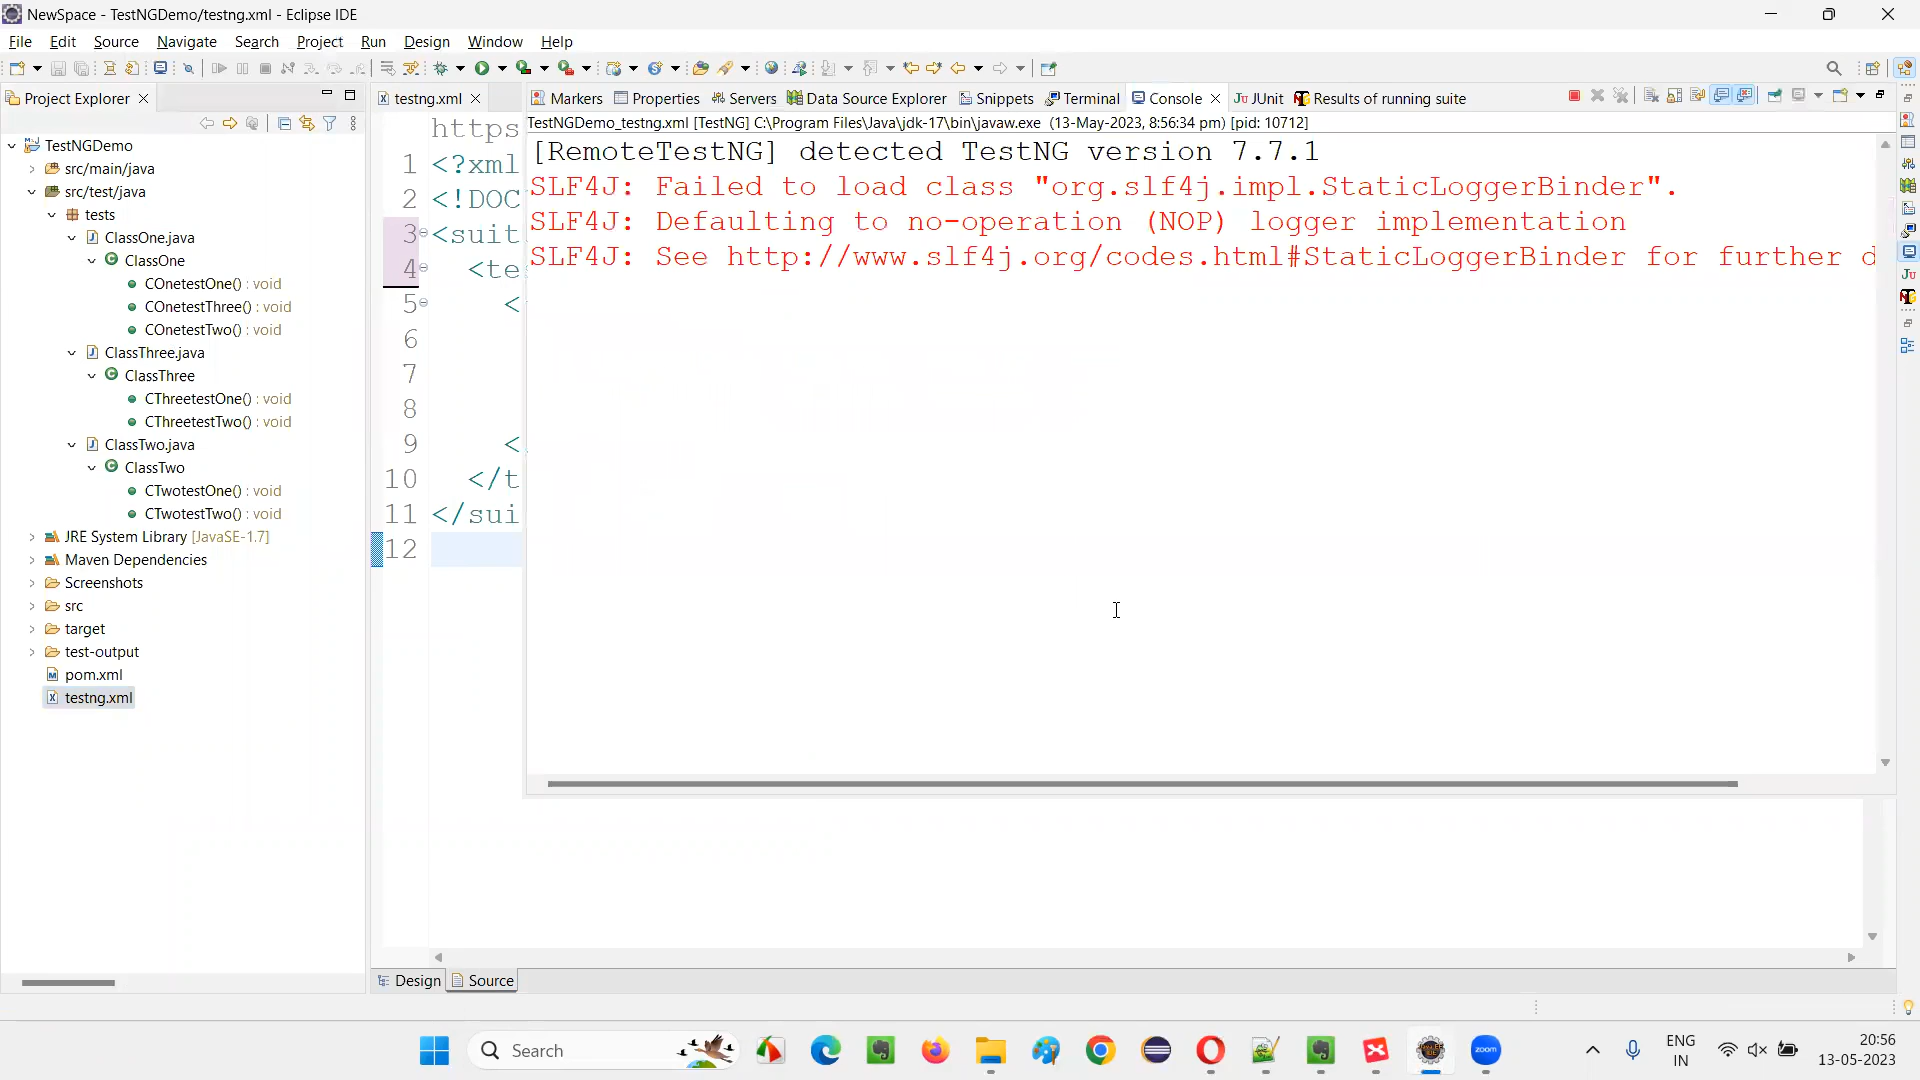 NewSpace - TestNGDemo/testng.xml - Eclipse IDE
File Edit Source Navigate Search Project Run Design Window Help
Project Explorer
testng.xml
Markers Properties Servers Data Source Explorer Snippets Terminal Console JUnit Results of running suite
TestNGDemo_testng.xml [TestNG] C:\Program Files\Java\jdk-17\bin\javaw.exe (13-May-2023, 8:56:34 pm) [pid: 10712]
[RemoteTestNG] detected TestNG version 7.7.1
SLF4J: Failed to load class "org.slf4j.impl.StaticLoggerBinder".
SLF4J: Defaulting to no-operation (NOP) logger implementation
SLF4J: See http://www.slf4j.org/codes.html#StaticLoggerBinder for further d
https
1 <?xml
2 <!DOC
3 <suit
4 <te
5 <
6
7
8
9 <
10 </t
11 </sui
12
TestNGDemo
src/main/java
src/test/java
tests
ClassOne.java
ClassOne
COnetestOne() : void
COnetestThree() : void
COnetestTwo() : void
ClassThree.java
ClassThree
CThreetestOne() : void
CThreetestTwo() : void
ClassTwo.java
ClassTwo
CTwotestOne() : void
CTwotestTwo() : void
JRE System Library [JavaSE-1.7]
Maven Dependencies
Screenshots
src
target
test-output
pom.xml
testng.xml
Design Source
Search
zoom
ENG
IN
20:56
13-05-2023